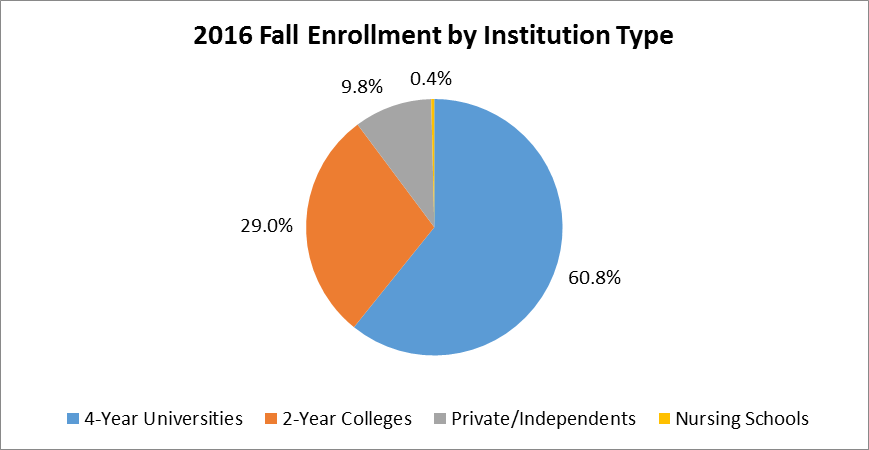 2016 Fall Enrollment by Institution Type
0.4%
9.8%
29.0%
60.8%
4-Year Universities 2-Year Colleges Private/Independents Nursing Schools